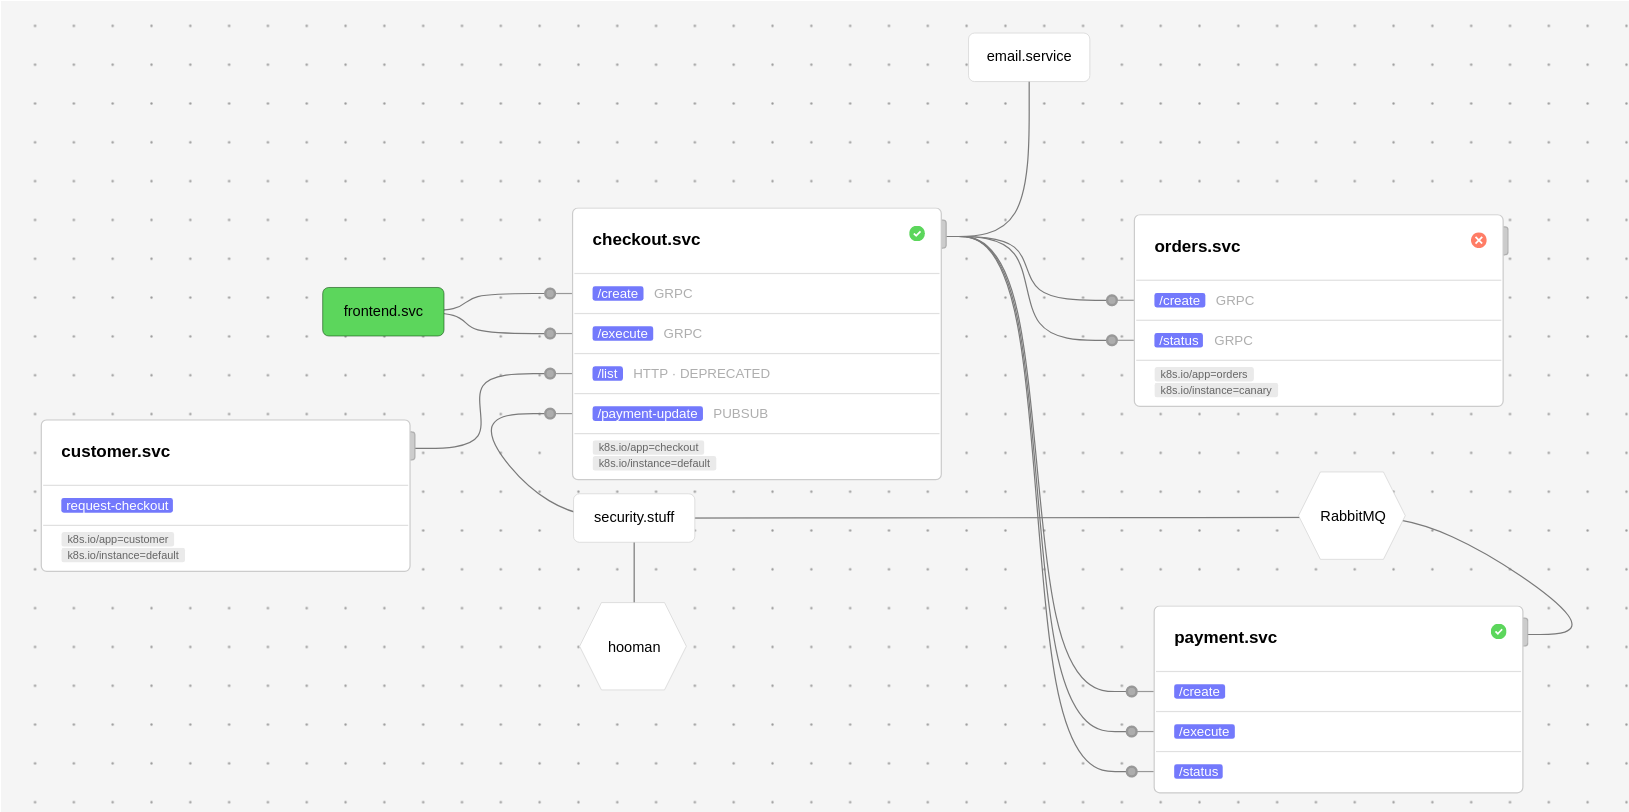 email.service
checkout.svc
/create GRPC
/execute GRPC
/list HTTP · DEPRECATED
/payment-update PUBSUB
k8s.io/app=checkout
k8s.io/instance=default
orders.svc
/create GRPC
/status GRPC
k8s.io/app=orders
k8s.io/instance=canary
frontend.svc
customer.svc
request-checkout
k8s.io/app=customer
k8s.io/instance=default
security.stuff
RabbitMQ
hooman
payment.svc
/create
/execute
/status